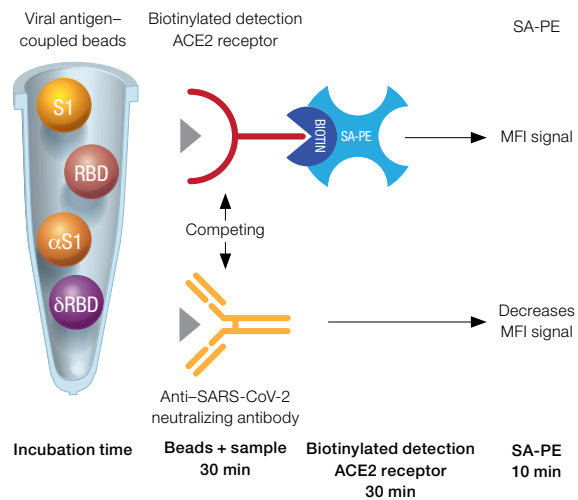 Viral antigen–
coupled beads
Biotinylated detection
ACE2 receptor
SA-PE
S1
RBD
αS1
δRBD
BIOTIN
SA-PE
MFI signal
Competing
Decreases
MFI signal
Anti–SARS-CoV-2
neutralizing antibody
Incubation time
Beads + sample
30 min
Biotinylated detection
ACE2 receptor
30 min
SA-PE
10 min